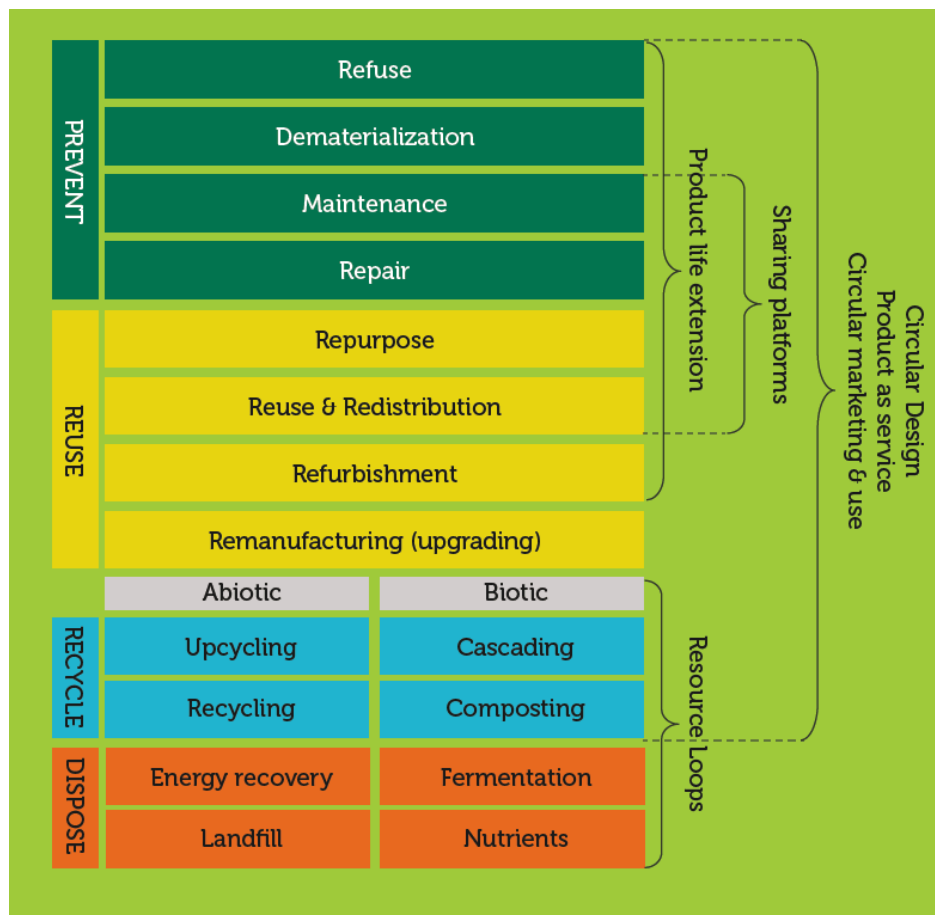 PREVENT
Refuse
Dematerialization
Maintenance
Repair
REUSE
Repurpose
Reuse & Redistribution
Refurbishment
Remanufacturing (upgrading)
Abiotic
Biotic
RECYCLE
Upcycling
Cascading
Recycling
Composting
DISPOSE
Energy recovery
Fermentation
Landfill
Nutrients
Product life extension
Sharing platforms
Resource Loops
Circular Design
Product as service
Circular marketing & use